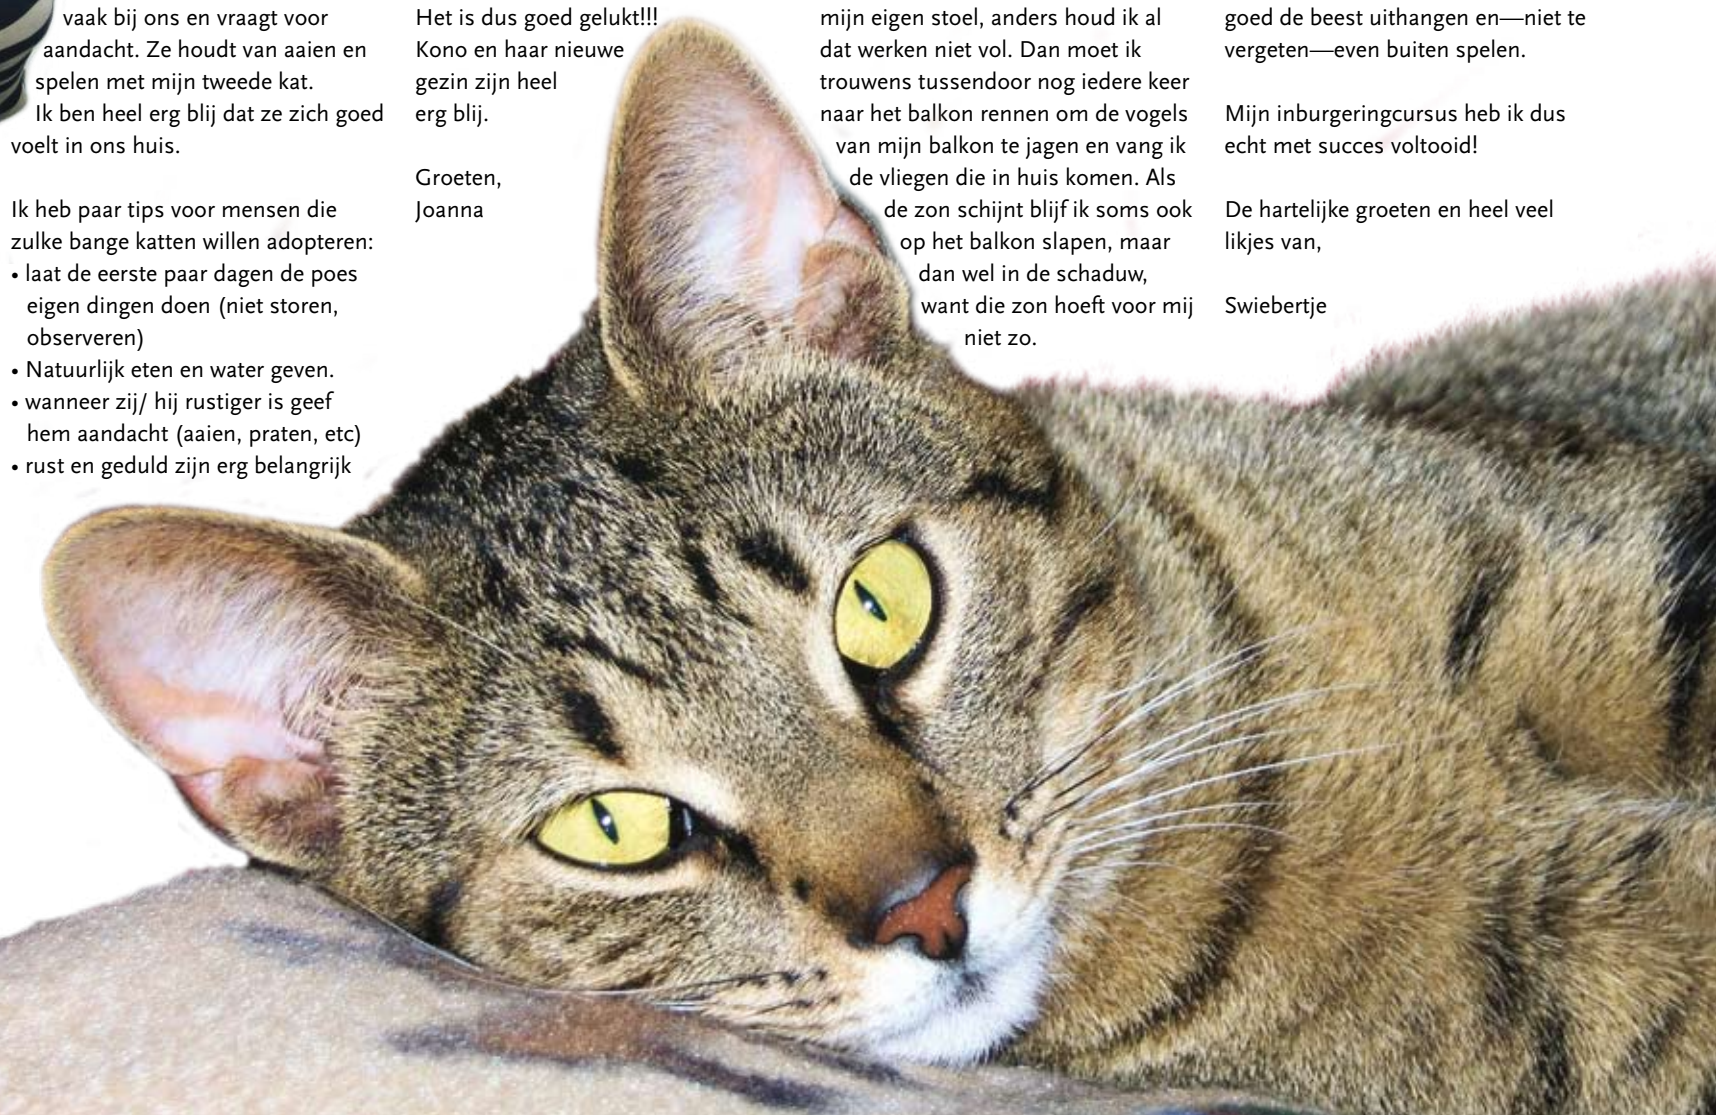 vaak bij ons en vraagt voor
aandacht. Ze houdt van aaien en
spelen met mijn tweede kat.
Ik ben heel erg blij dat ze zich goed
voelt in ons huis.
Ik heb paar tips voor mensen die
zulke bange katten willen adopteren:
• laat de eerste paar dagen de poes
eigen dingen doen (niet storen,
observeren)
• Natuurlijk eten en water geven.
• wanneer zij/ hij rustiger is geef
hem aandacht (aaien, praten, etc)
• rust en geduld zijn erg belangrijk
Het is dus goed gelukt!!!
Kono en haar nieuwe
gezin zijn heel
erg blij.
Groeten,
Joanna
mijn eigen stoel, anders houd ik al
dat werken niet vol. Dan moet ik
trouwens tussendoor nog iedere keer
naar het balkon rennen om de vogels
van mijn balkon te jagen en vang ik
de vliegen die in huis komen. Als
de zon schijnt blijf ik soms ook
op het balkon slapen, maar
dan wel in de schaduw,
want die zon hoeft voor mij
niet zo.
goed de beest uithangen en—niet te
vergeten—even buiten spelen.
Mijn inburgeringcursus heb ik dus
echt met succes voltooid!
De hartelijke groeten en heel veel
likjes van,
Swiebertje